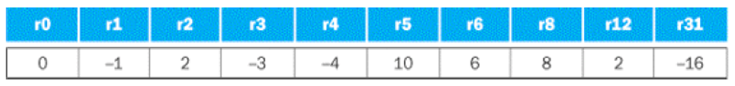 r0 r1 r2 r3 r4 r5 r6 r8 r12 r31
0 –1 2 –3 –4 10 6 8 2 –16